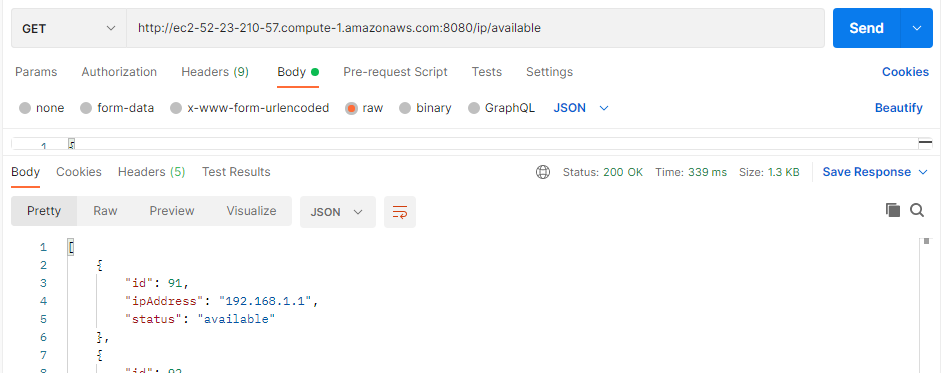 GET http://ec2-52-23-210-57.compute-1.amazonaws.com:8080/ip/available Send
Params Authorization Headers (9) Body Pre-request Script Tests Settings Cookies
none form-data x-www-form-urlencoded raw binary GraphQL JSON Beautify
1 [
Body Cookies Headers (5) Test Results Status: 200 OK Time: 339 ms Size: 1.3 KB Save Response
Pretty Raw Preview Visualize JSON
1 [
2 {
3 "id": 91,
4 "ipAddress": "192.168.1.1",
5 "status": "available"
6 },
7 {
8 "id": 92